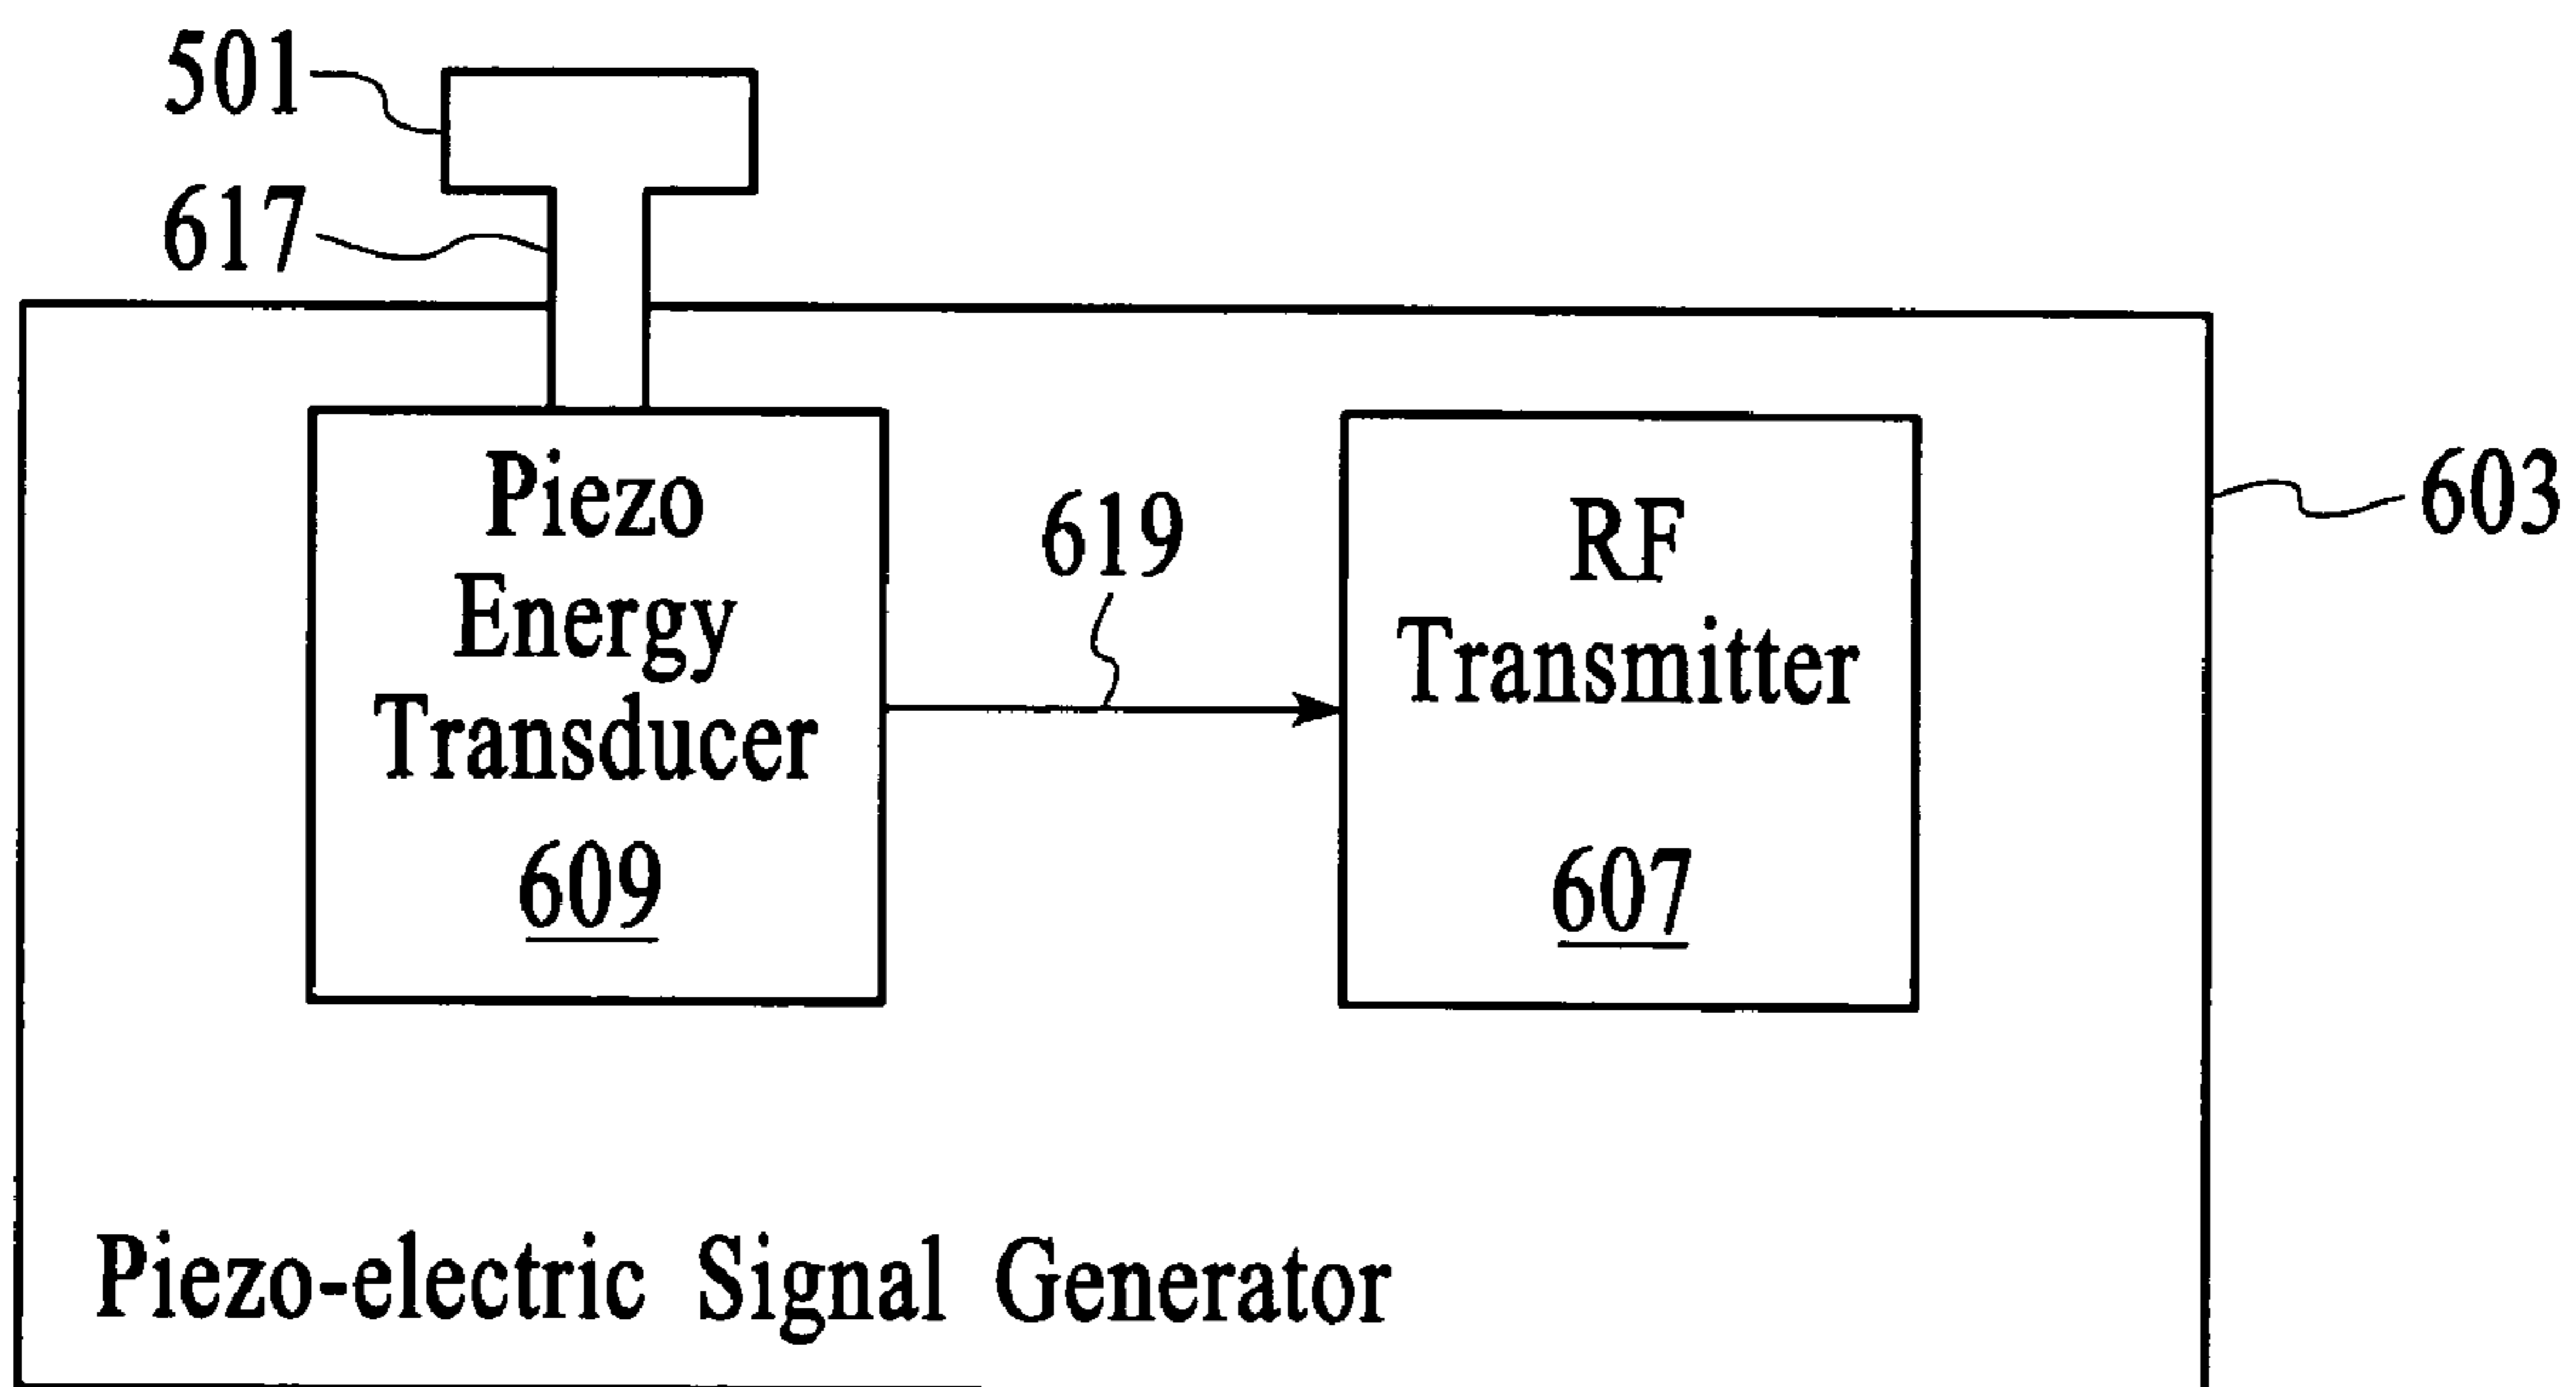 501
617
603
Piezo
Energy
Transducer
609
619
RF
Transmitter
607
Piezo-electric Signal Generator